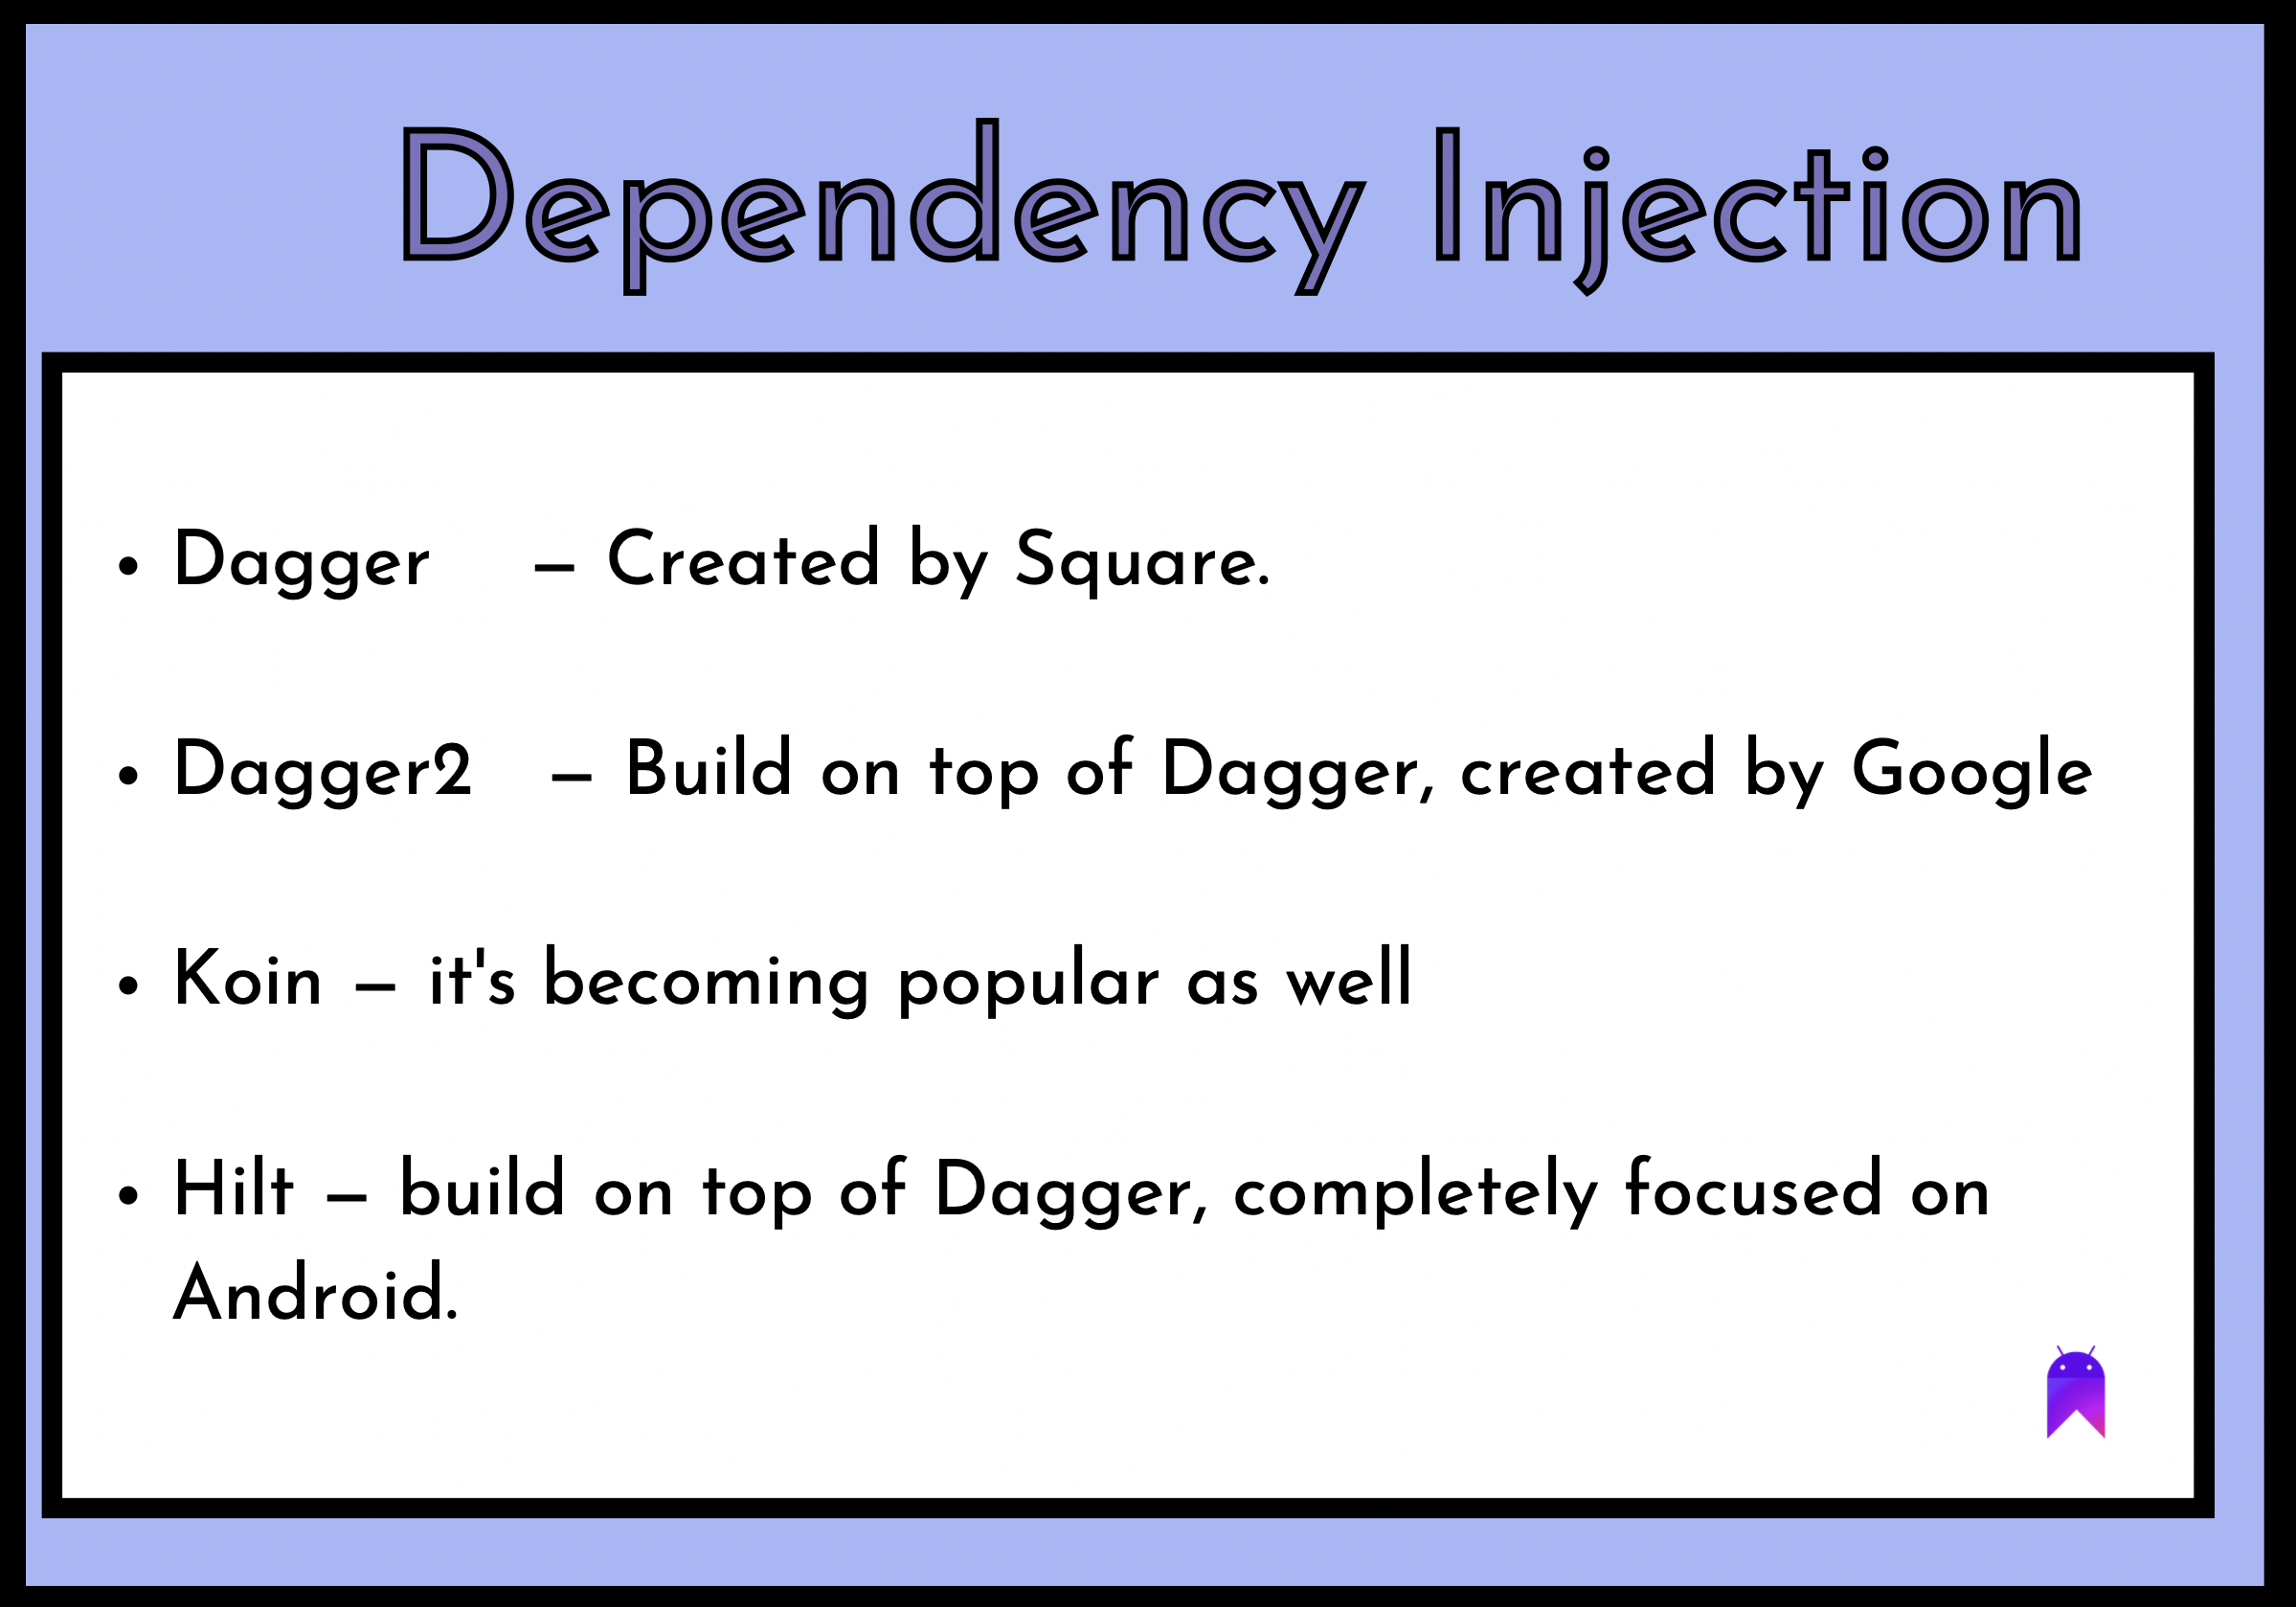 Dependency Injection
• Dagger – Created by Square.
• Dagger2 – Build on top of Dagger, created by Google
• Koin – it's becoming popular as well
• Hilt – build on top of Dagger, completely focused on
Android.